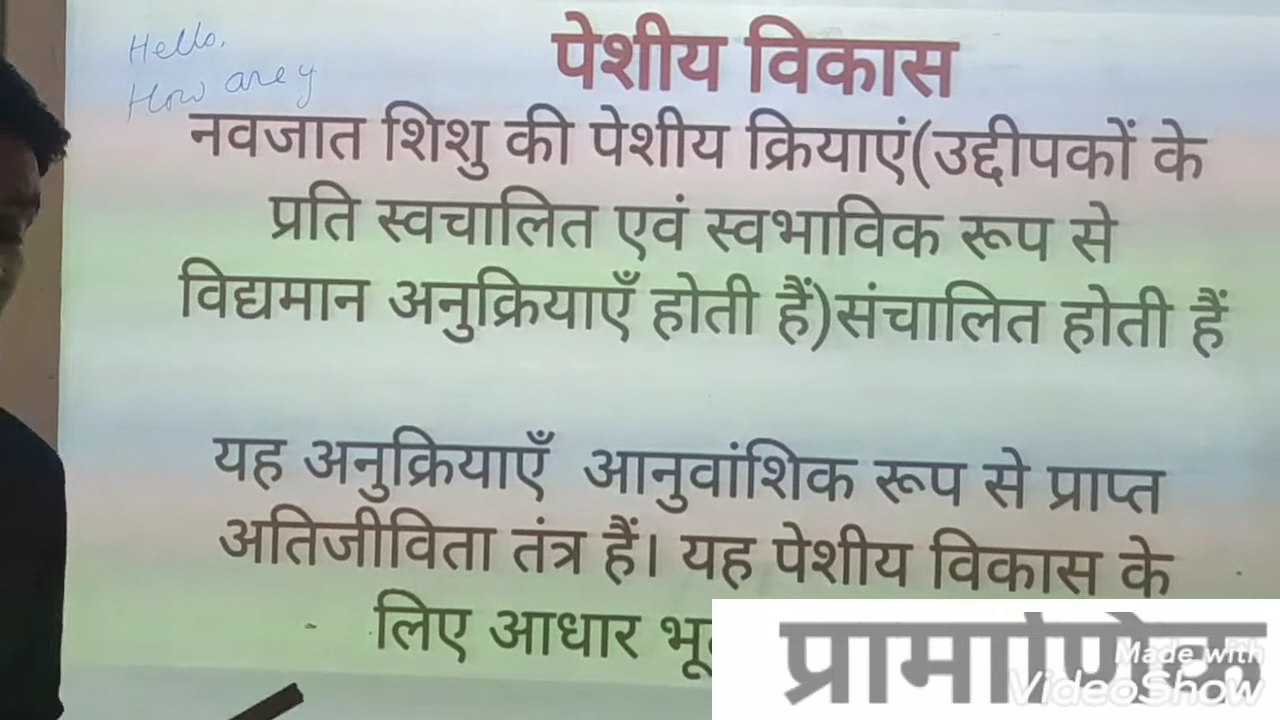 Hello,
How are y
पेशीय विकास
नवजात शिशु की पेशीय क्रियाएं(उद्दीपकों के
प्रति स्वचालित एवं स्वभाविक रूप से
विद्यमान अनुक्रियाएँ होती हैं)संचालित होती हैं
यह अनुक्रियाएँ आनुवांशिक रूप से प्राप्त
अतिजीविता तंत्र हैं। यह पेशीय विकास के
लिए आधार
प्रामाणिक
Made with
VideoShow